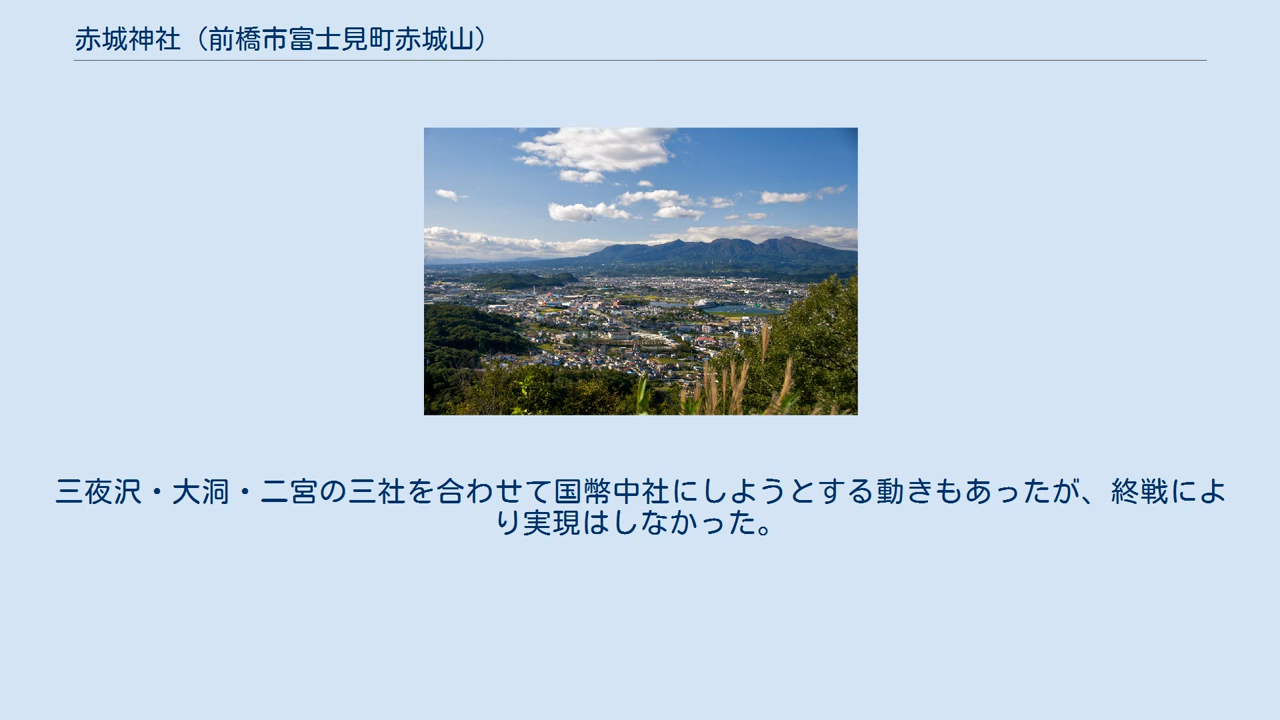 赤城神社（前橋市富士見町赤城山）
三夜沢・大洞・二宮の三社を合わせて国幣中社にしようとする動きもあったが、終戦によ
り実現はしなかった。